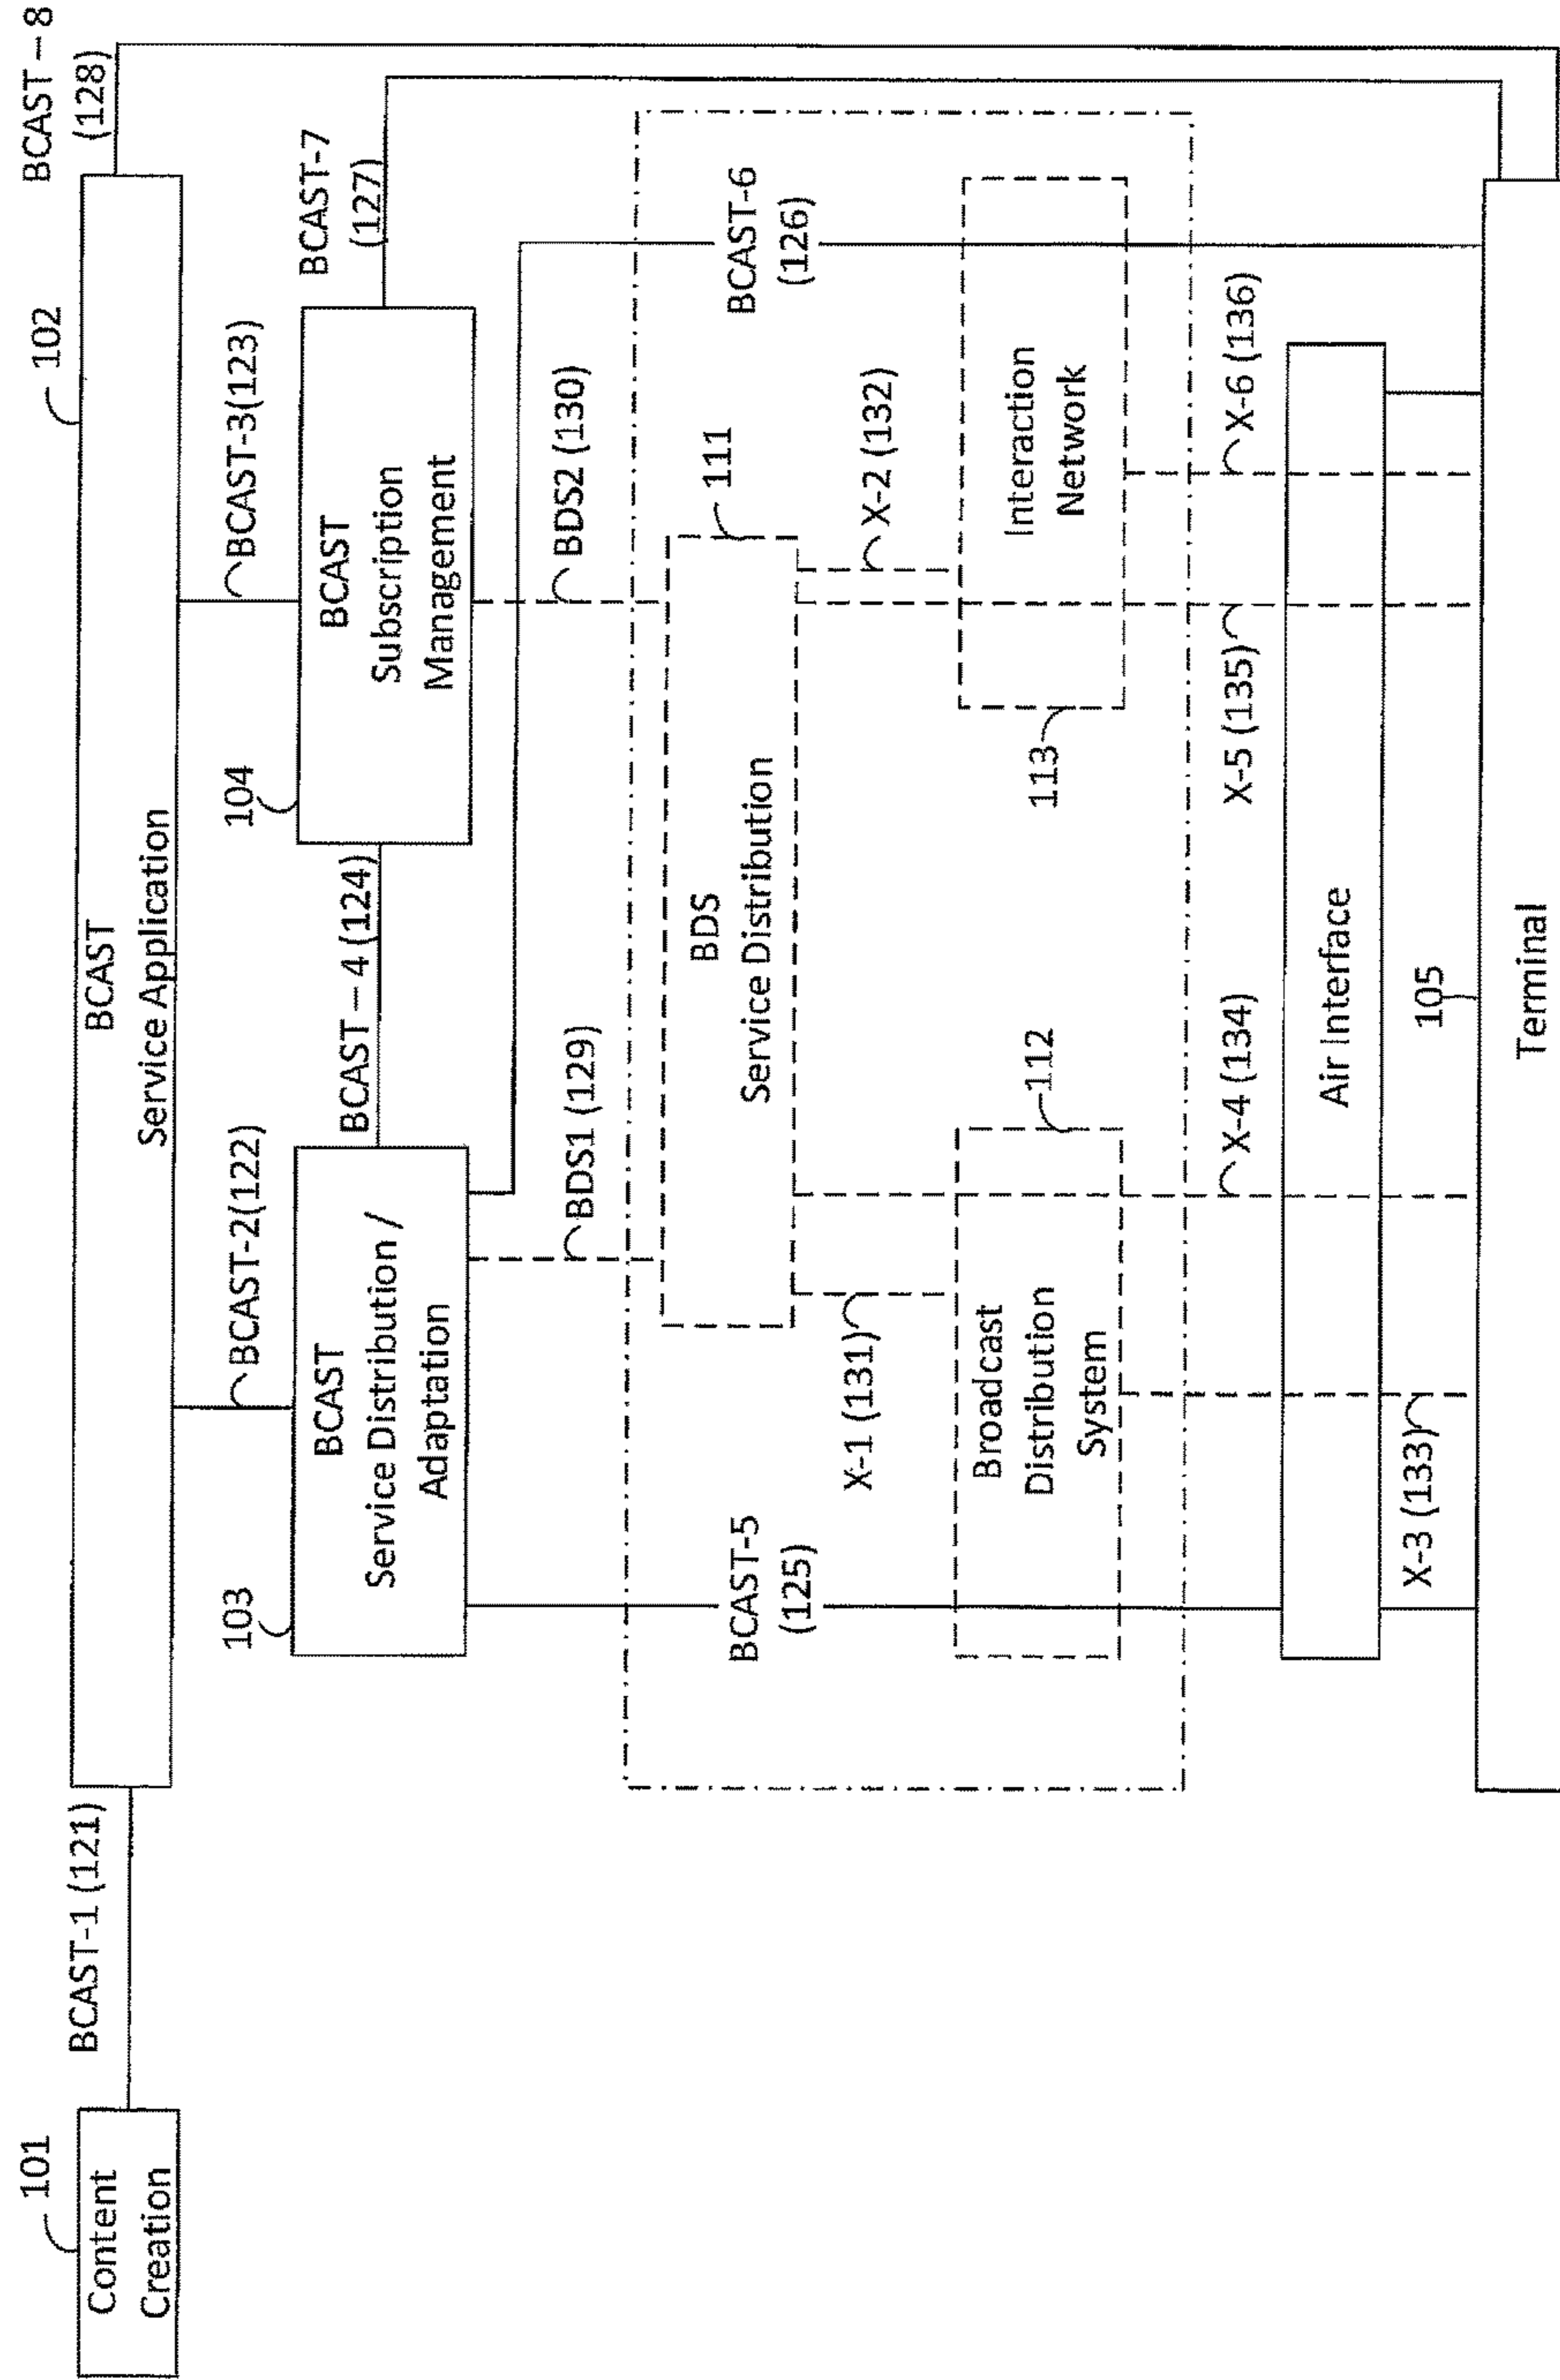 101
Content
Creation
BCAST-1 (121)
BCAST
Service Application
102
BCAST – 8
(128)
BCAST-2(122)
BCAST-3(123)
103
BCAST
Service Distribution /
Adaptation
BCAST – 4 (124)
104
BCAST
Subscription
Management
BCAST-7
(127)
BDS1 (129)
BDS2 (130)
BCAST-5
(125)
BDS
Service Distribution
111
BCAST-6
(126)
X-1 (131)
X-2 (132)
Broadcast
Distribution
System
112
113
Interaction
Network
X-4 (134)
X-5 (135)
X-6 (136)
Air Interface
X-3 (133)
105
Terminal